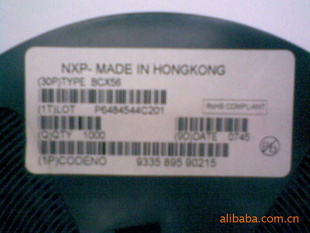 NXP- MADE IN HONGKONG
(30P)TYPE BCX56
(1T)LOT P6484544C201
RoHS COMPLIANT
(Q)QTY 1000 (9D)DATE 0745
(1P)CODENO 9335 895 90215
alibaba.com.cn